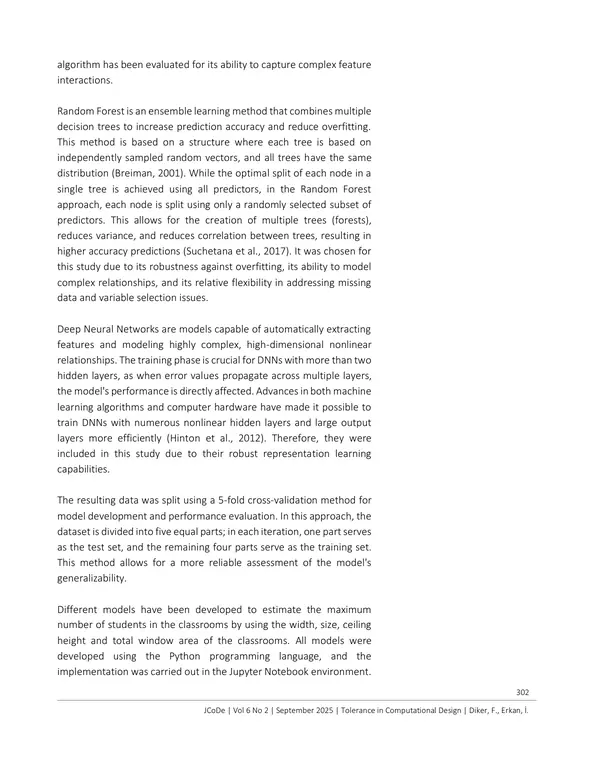 algorithm has been evaluated for its ability to capture complex feature
interactions.
Random Forest is an ensemble learning method that combines multiple
decision trees to increase prediction accuracy and reduce overfitting.
This method is based on a structure where each tree is based on
independently sampled random vectors, and all trees have the same
distribution (Breiman, 2001). While the optimal split of each node in a
single tree is achieved using all predictors, in the Random Forest
approach, each node is split using only a randomly selected subset of
predictors. This allows for the creation of multiple trees (forests),
reduces variance, and reduces correlation between trees, resulting in
higher accuracy predictions (Suchetana et al., 2017). It was chosen for
this study due to its robustness against overfitting, its ability to model
complex relationships, and its relative flexibility in addressing missing
data and variable selection issues.
Deep Neural Networks are models capable of automatically extracting
features and modeling highly complex, high-dimensional nonlinear
relationships. The training phase is crucial for DNNs with more than two
hidden layers, as when error values propagate across multiple layers,
the model's performance is directly affected. Advances in both machine
learning algorithms and computer hardware have made it possible to
train DNNs with numerous nonlinear hidden layers and large output
layers more efficiently (Hinton et al., 2012). Therefore, they were
included in this study due to their robust representation learning
capabilities.
The resulting data was split using a 5-fold cross-validation method for
model development and performance evaluation. In this approach, the
dataset is divided into five equal parts; in each iteration, one part serves
as the test set, and the remaining four parts serve as the training set.
This method allows for a more reliable assessment of the model's
generalizability.
Different models have been developed to estimate the maximum
number of students in the classrooms by using the width, size, ceiling
height and total window area of the classrooms. All models were
developed using the Python programming language, and the
implementation was carried out in the Jupyter Notebook environment.
302
JCoDe | Vol 6 No 2 | September 2025 | Tolerance in Computational Design | Diker, F., Erkan, İ.